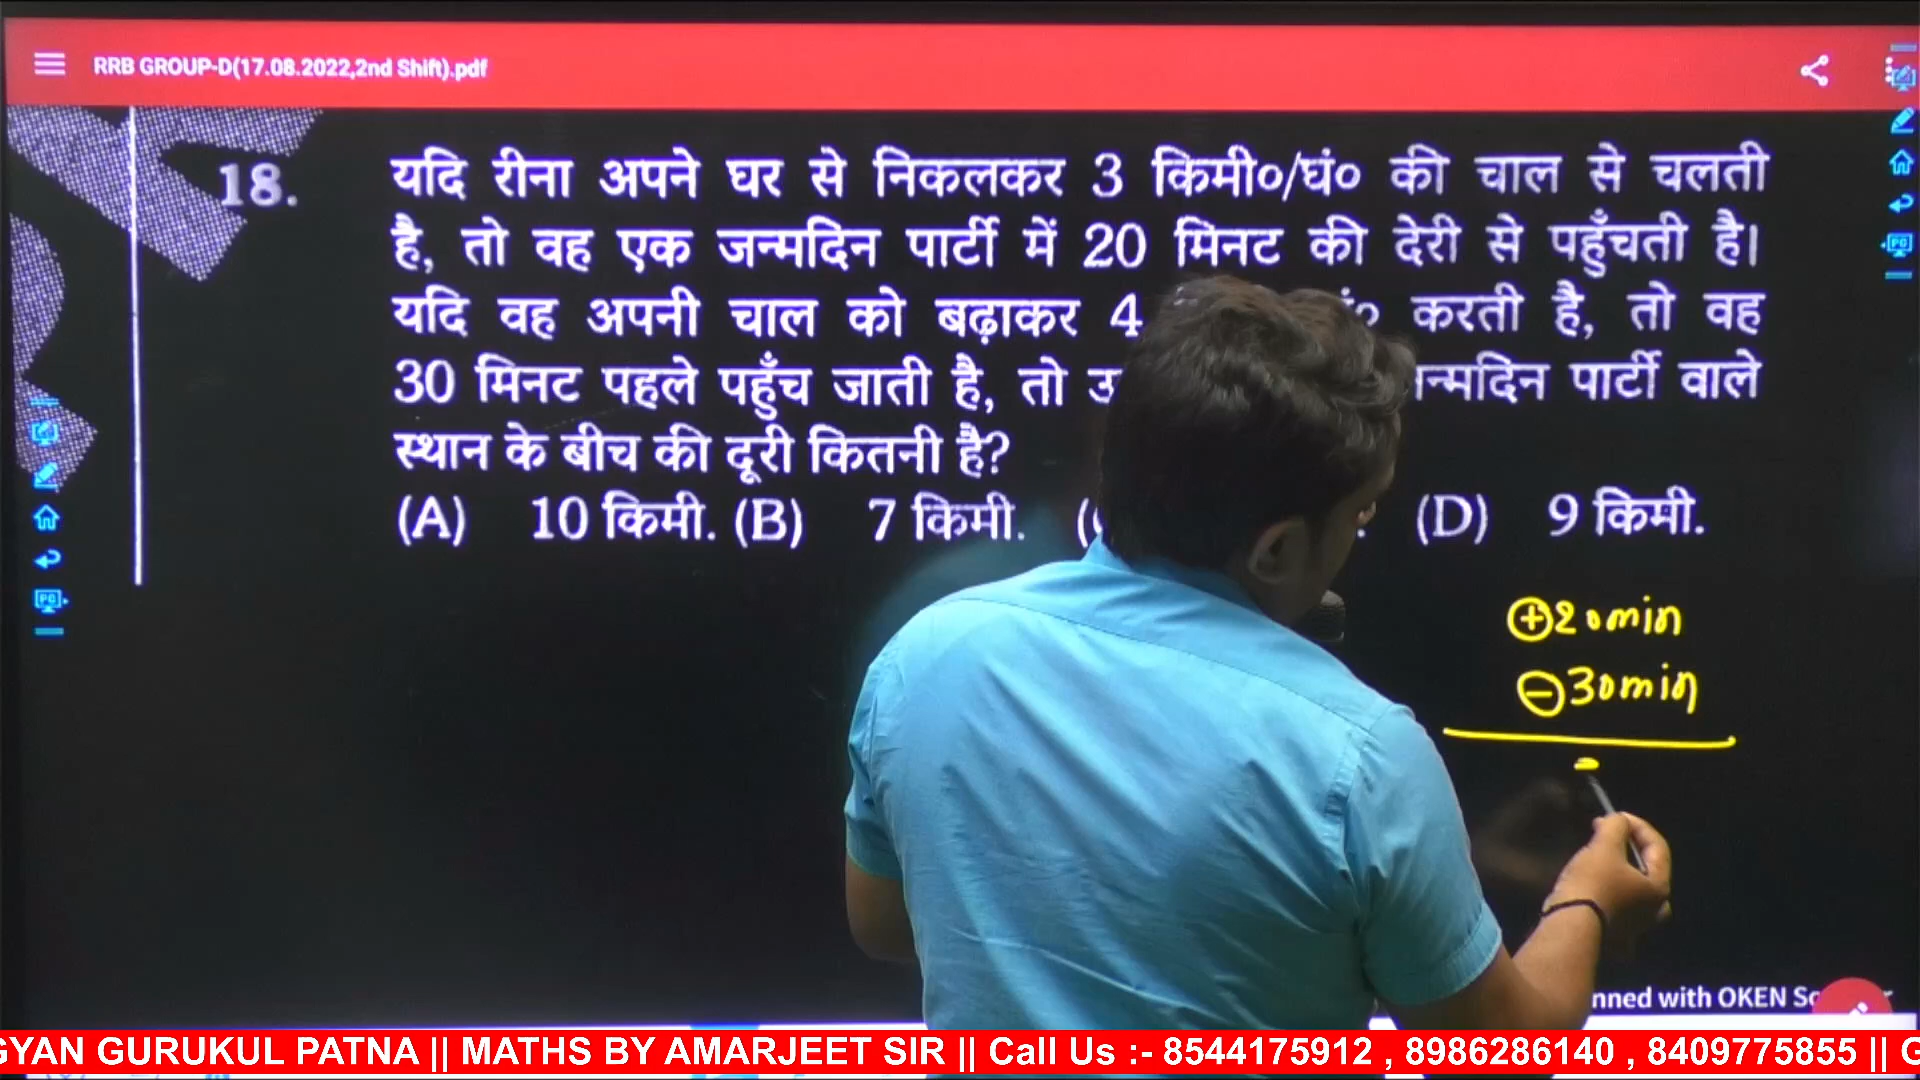 RRB GROUP-D(17.08.2022,2nd Shift).pdf
18. यदि रीना अपने घर से निकलकर 3 किमी०/घं० की चाल से चलती
है, तो वह एक जन्मदिन पार्टी में 20 मिनट की देरी से पहुँचती है।
यदि वह अपनी चाल को बढ़ाकर 4 करती है, तो वह
30 मिनट पहले पहुँच जाती है, तो न्मदिन पार्टी वाले
स्थान के बीच की दूरी कितनी है?
(A) 10 किमी. (B) 7 किमी. (D) 9 किमी.
+20min
-30min
nned with OKEN Sc
GYAN GURUKUL PATNA || MATHS BY AMARJEET SIR || Call Us :- 8544175912 , 8986286140 , 8409775855 || G